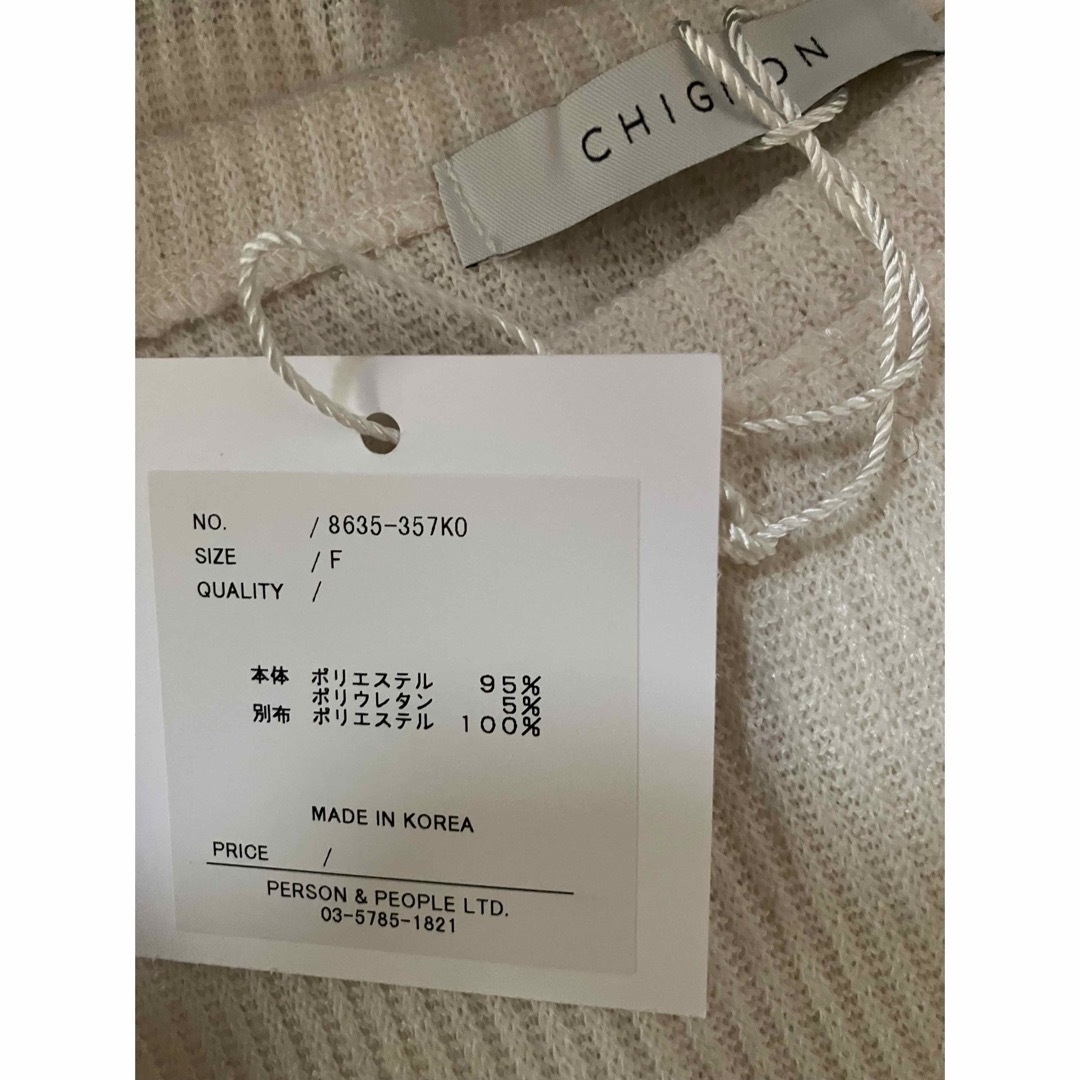 CHIGNON
NO. / 8635-357KO
SIZE / F
QUALITY /
本体 ポリエステル 95%
ポリウレタン 5%
別布 ポリエステル 100%
MADE IN KOREA
PRICE /
PERSON & PEOPLE LTD.
03-5785-1821